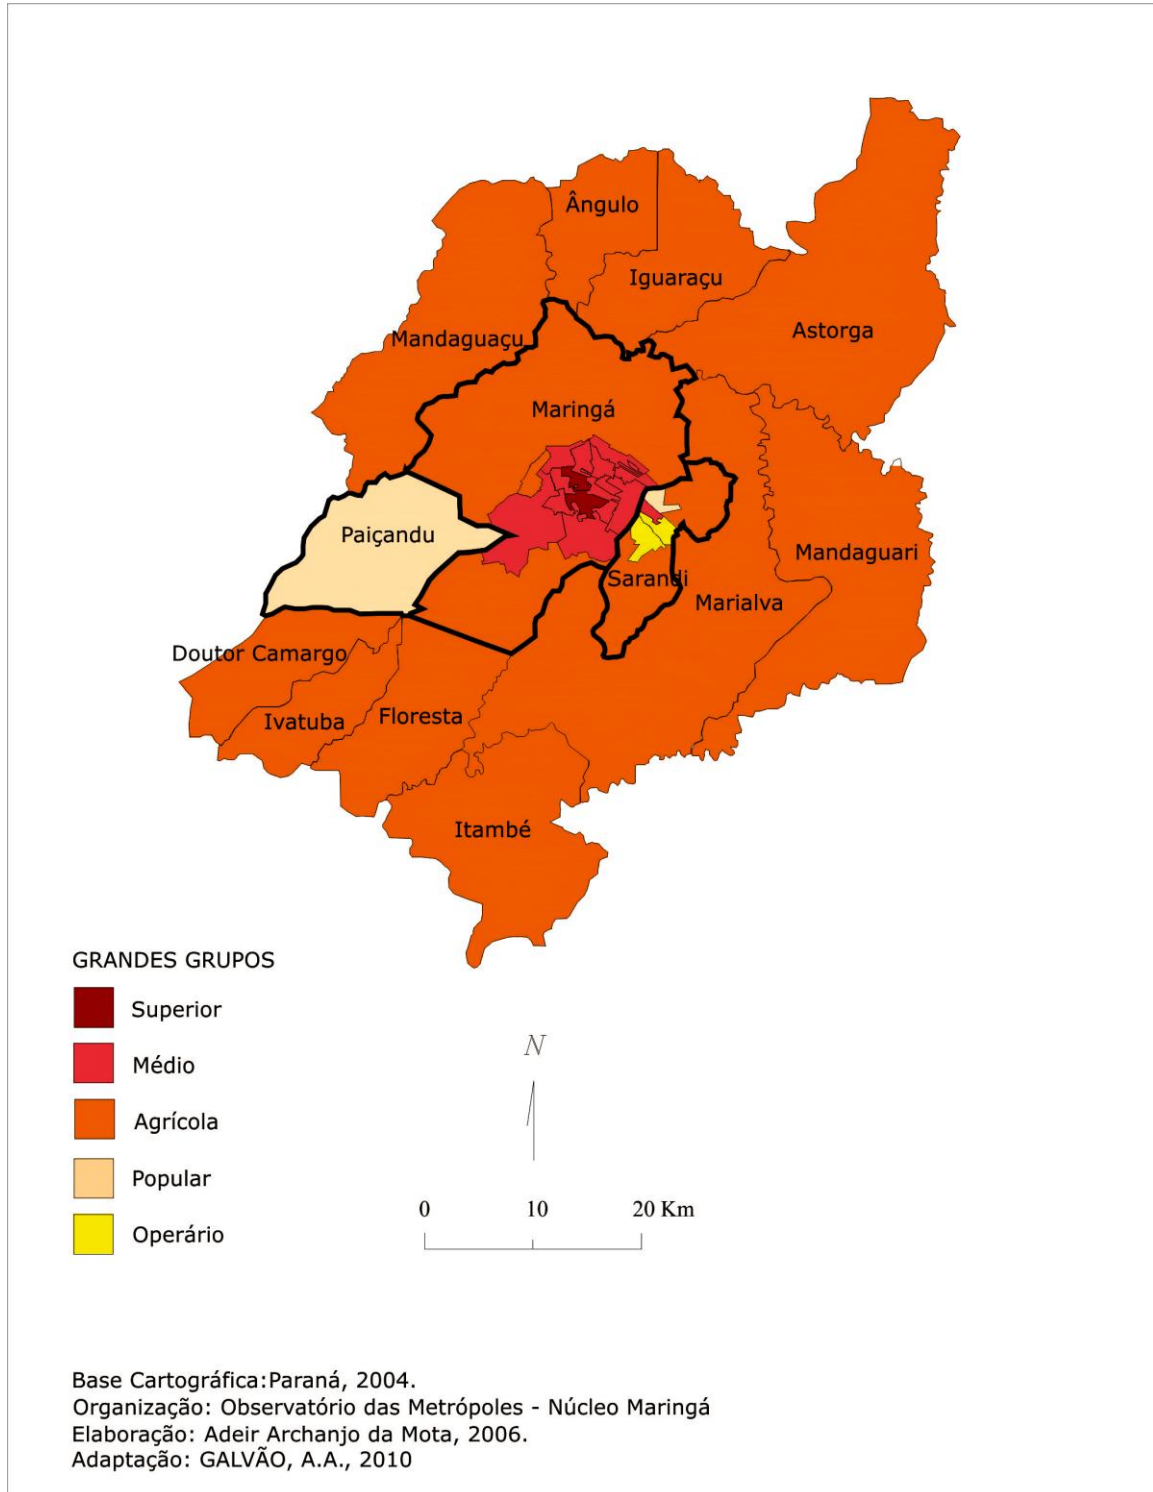 Ângulo
Iguaraçu
Astorga
Mandaguaçu
Maringá
Paiçandu
Mandaguari
Sarandi
Marialva
Doutor Camargo
Ivatuba
Floresta
Itambé
GRANDES GRUPOS
Superior
Médio
Agrícola
Popular
Operário
N
0 10 20 Km
Base Cartográfica:Paraná, 2004.
Organização: Observatório das Metrópoles - Núcleo Maringá
Elaboração: Adeir Archanjo da Mota, 2006.
Adaptação: GALVÃO, A.A., 2010